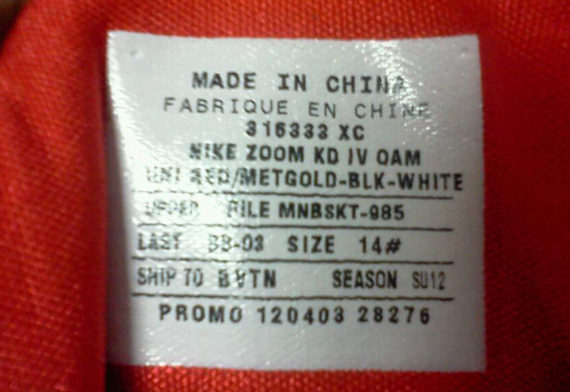 MADE IN CHINA
FABRIQUE EN CHINE
316333 XC
NIKE ZOOM KD IV QAM
UNI RED/METGOLD-BLK-WHITE
UPPER FILE MNBSKT-985
LAST BB-03 SIZE 14#
SHIP TO BVTN SEASON SU12
PROMO 120403 28276